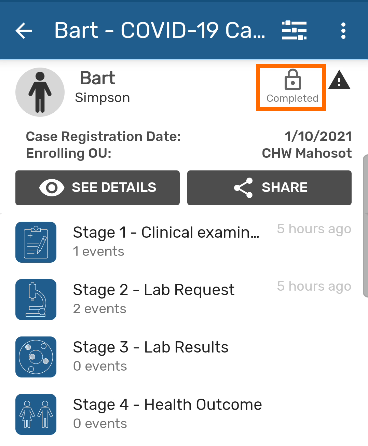 Bart - COVID-19 Ca...
Bart
Simpson
Completed
Case Registration Date: 1/10/2021
Enrolling OU: CHW Mahosot
SEE DETAILS
SHARE
Stage 1 - Clinical examin... 5 hours ago
1 events
Stage 2 - Lab Request 5 hours ago
2 events
Stage 3 - Lab Results
0 events
Stage 4 - Health Outcome
0 events